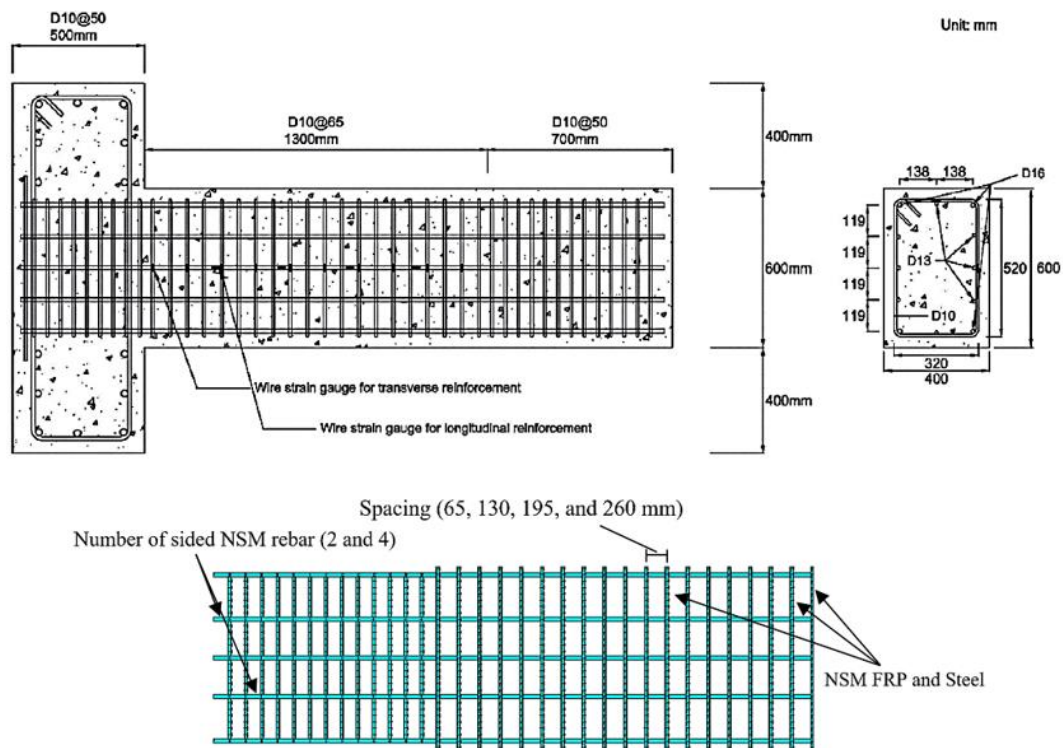 D10@50
500mm
Unit: mm
D10@65
1300mm
D10@50
700mm
400mm
600mm
400mm
138 138
D16
119
119
119
119
D13
D10
520
600
320
400
Wire strain gauge for transverse reinforcement
Wire strain gauge for longitudinal reinforcement
Spacing (65, 130, 195, and 260 mm)
Number of sided NSM rebar (2 and 4)
NSM FRP and Steel